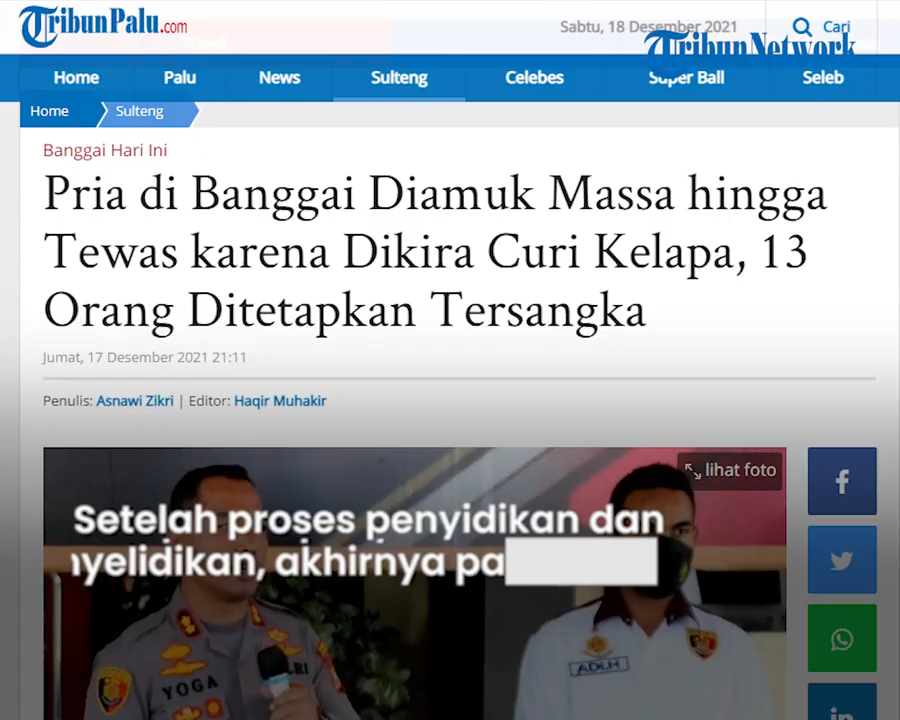 TribunPalu.com
Sabtu, 18 Desember 2021
Cari
Tribun Network
Home Palu News Sulteng Celebes Super Ball Seleb
Home Sulteng
Banggai Hari Ini
Pria di Banggai Diamuk Massa hingga
Tewas karena Dikira Curi Kelapa, 13
Orang Ditetapkan Tersangka
Jumat, 17 Desember 2021 21:11
Penulis: Asnawi Zikri | Editor: Haqir Muhakir
lihat foto
Setelah proses penyidikan dan
nyelidikan, akhirnya pa
YOGA
ADI.H